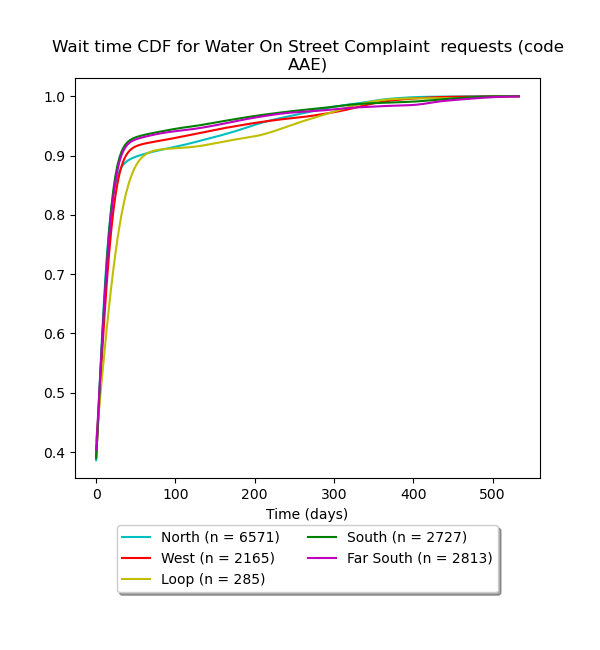 Wait time CDF for Water On Street Complaint  requests (code
AAE)
1.0
0.9
0.8
0.7
0.6
0.5
0.4
0 100 200 300 400 500
Time (days)
North (n = 6571) South (n = 2727)
West (n = 2165) Far South (n = 2813)
Loop (n = 285)